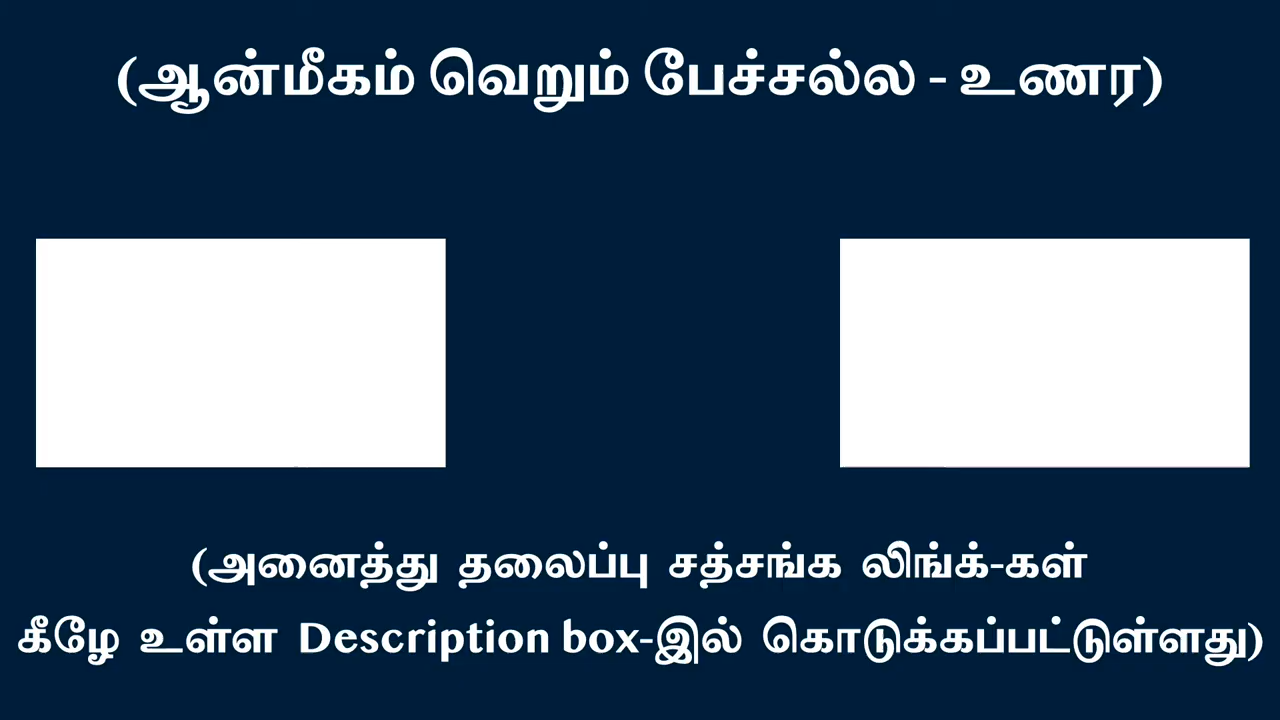 (ஆன்மீகம் வெறும் பேச்சல்ல - உணர)
(அனைத்து தலைப்பு சத்சங்க லிங்க்-கள்
கீழே உள்ள Description box-இல் கொடுக்கப்பட்டுள்ளது)